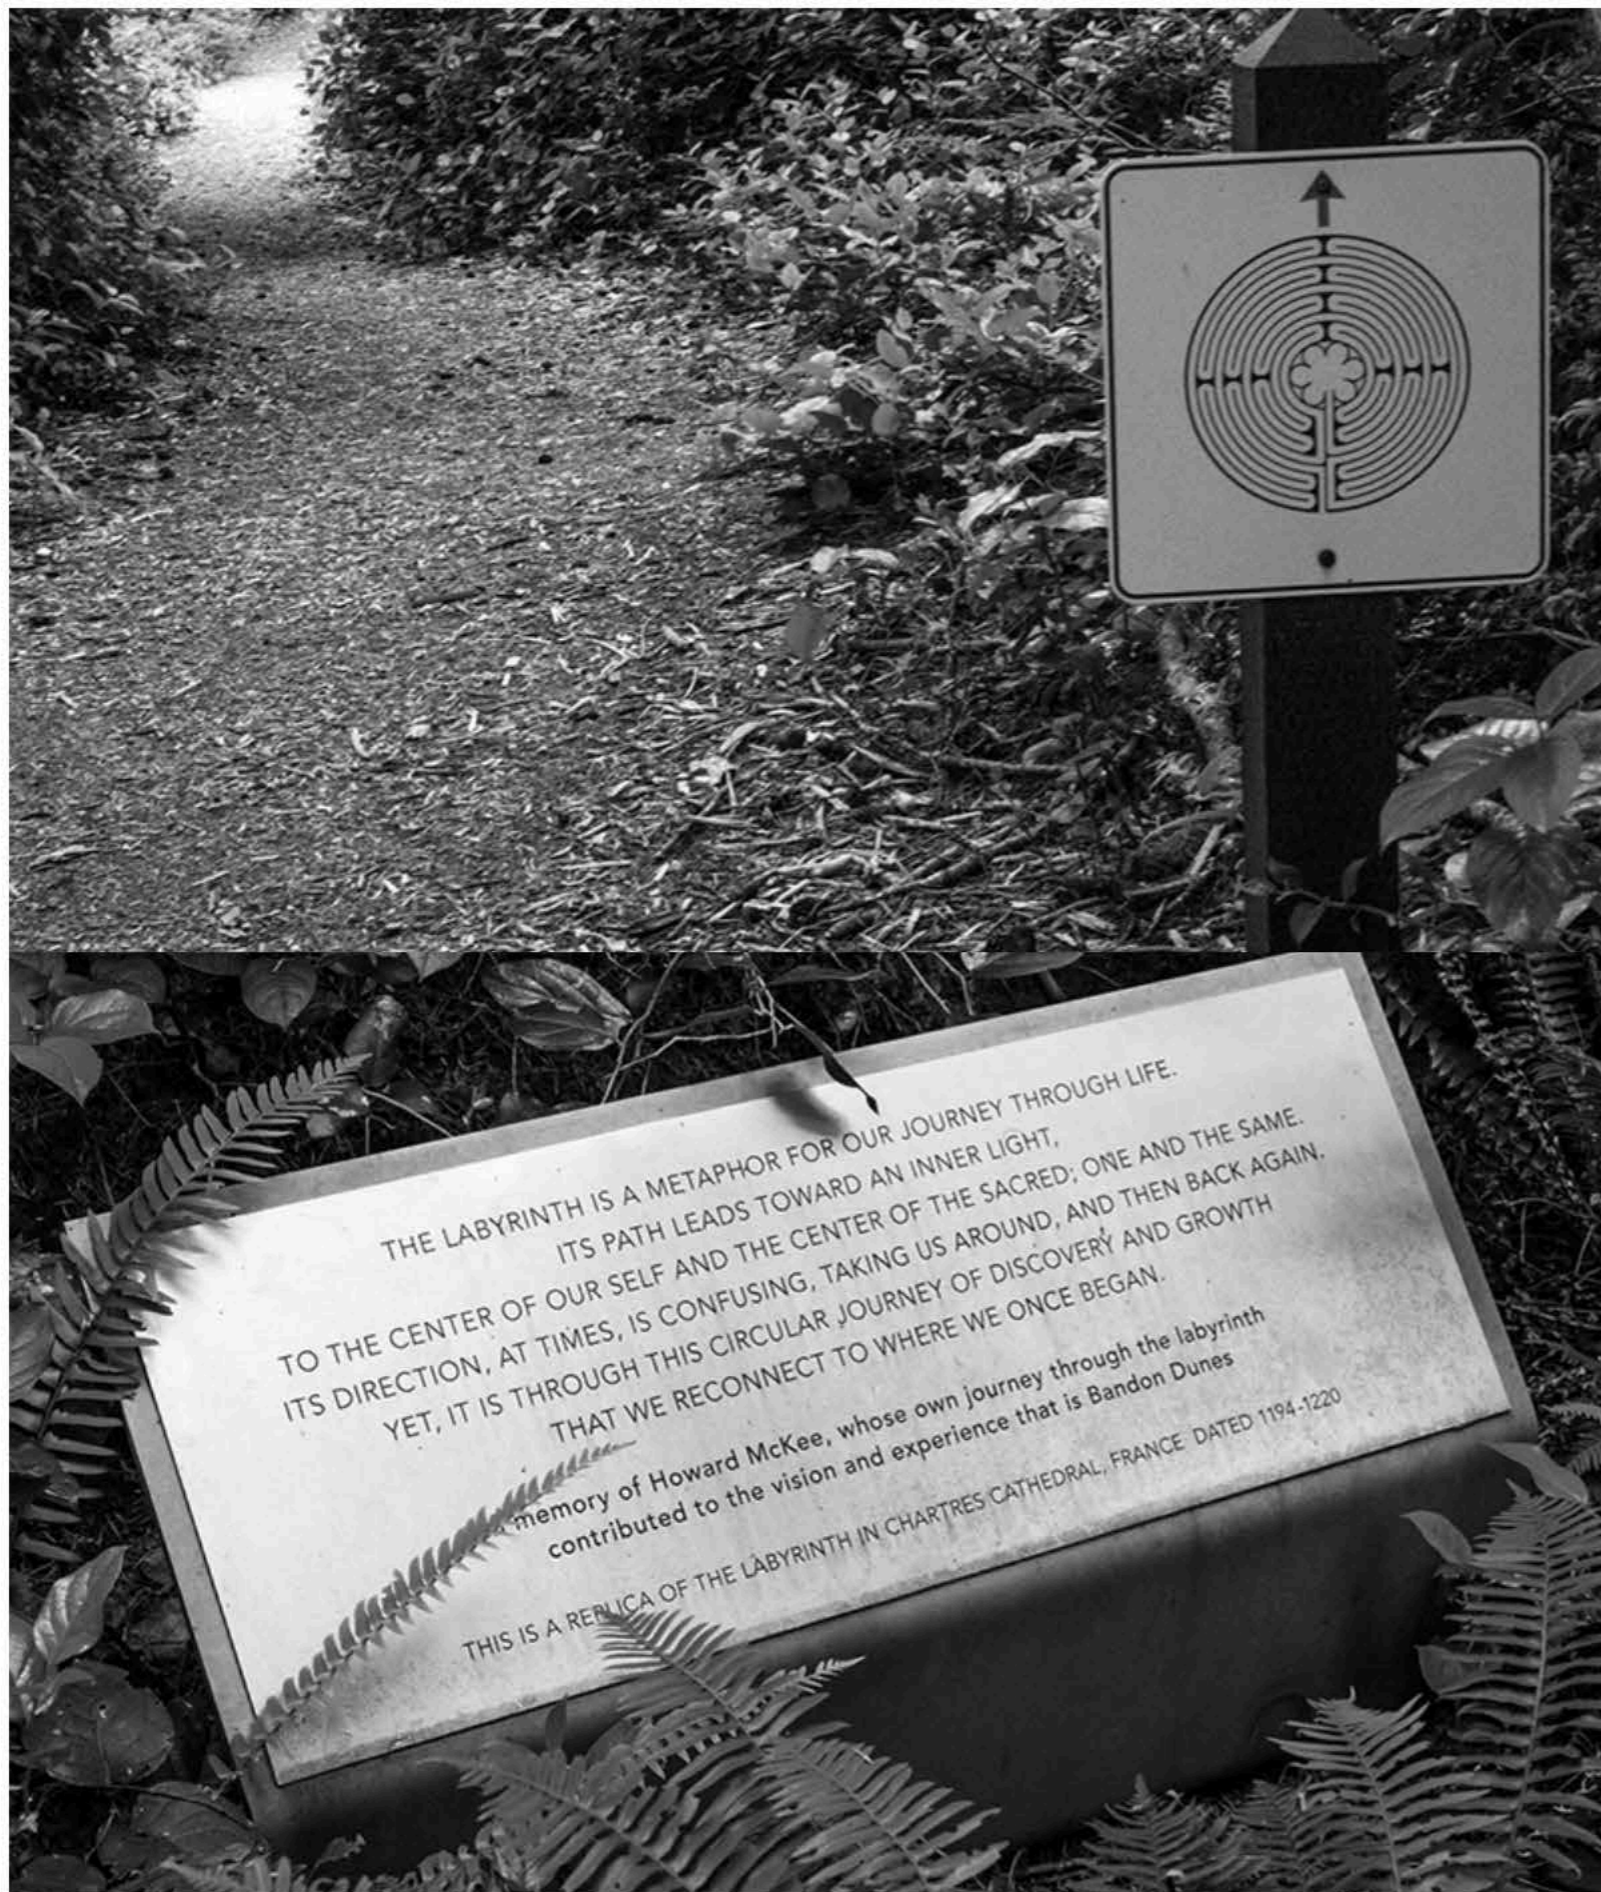 THE LABYRINTH IS A METAPHOR FOR OUR JOURNEY THROUGH LIFE.
ITS PATH LEADS TOWARD AN INNER LIGHT,
TO THE CENTER OF OUR SELF AND THE CENTER OF THE SACRED; ONE AND THE SAME.
ITS DIRECTION, AT TIMES, IS CONFUSING, TAKING US AROUND, AND THEN BACK AGAIN.
YET, IT IS THROUGH THIS CIRCULAR JOURNEY OF DISCOVERY AND GROWTH
THAT WE RECONNECT TO WHERE WE ONCE BEGAN.
memory of Howard McKee, whose own journey through the labyrinth
contributed to the vision and experience that is Bandon Dunes
THIS IS A REPLICA OF THE LABYRINTH IN CHARTRES CATHEDRAL, FRANCE DATED 1194-1220